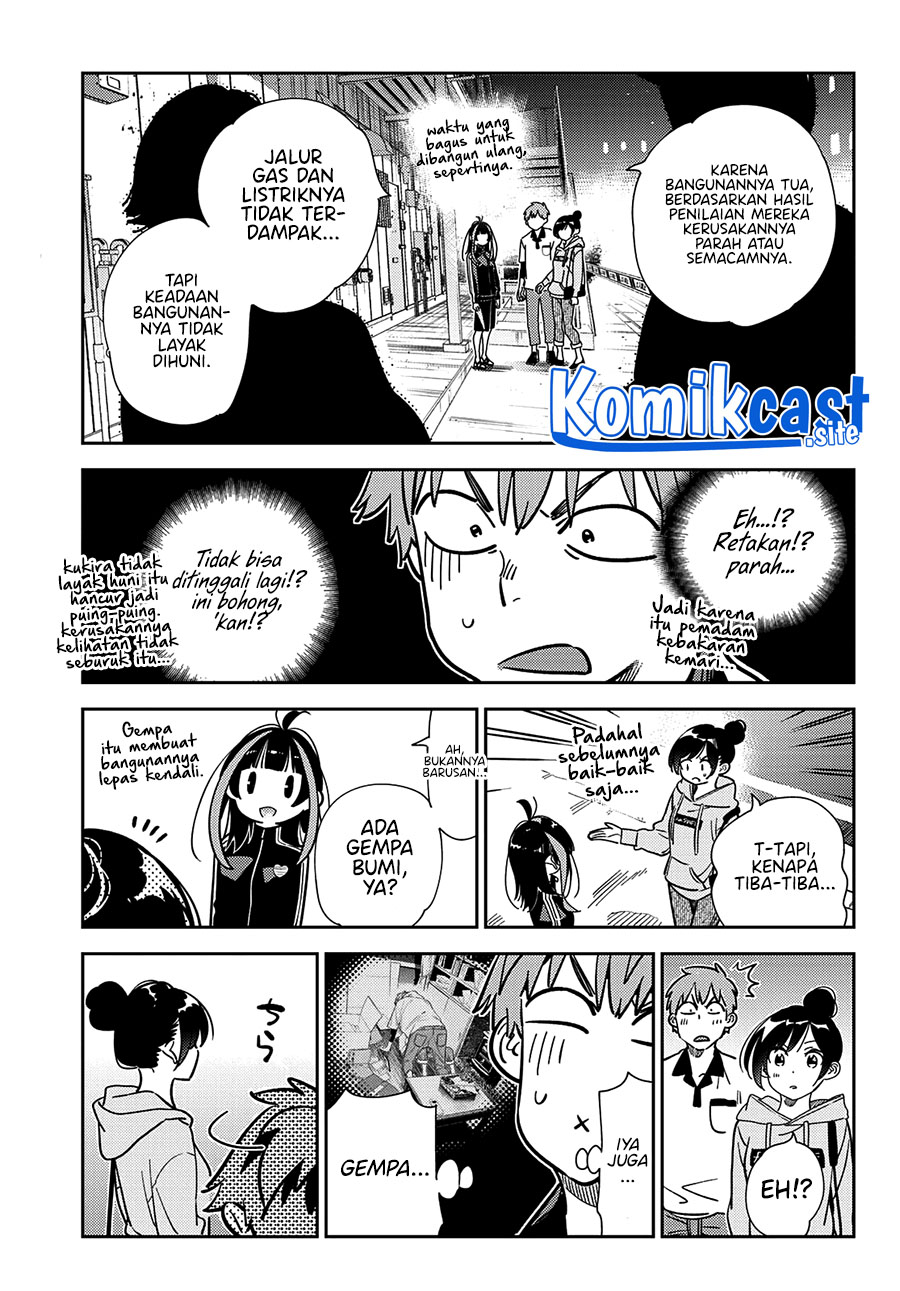 KARENA
BANGUNANNYA TUA,
BERDASARKAN HASIL
PENILAIAN MEREKA
KERUSAKANNYA
PARAH ATAU
SEMACAMNYA.
waktu yang
bagus untuk
dibangun ulang,
sepertinya.
JALUR
GAS DAN
LISTRIKNYA
TIDAK TER-
DAMPAK...
TAPI
KEADAAN
BANGUNAN-
NYA TIDAK
LAYAK
DIHUNI.
Komikcast
.site
Eh...!?
Retakan!?
parah...
Jadi karena
itu pemadam
kebakaran
kemari...
Tidak bisa
ditinggali lagi!?
ini bohong,
'kan!?
kukira tidak
layak huni itu
hancur jadi
puing-puing.
kerusakannya
kelihatan tidak
seburuk itu...
Padahal
sebelumnya
baik-baik
saja...
T-TAPI,
KENAPA
TIBA-TIBA...
AH,
BUKANNYA
BARUSAN...
ADA
GEMPA
BUMI,
YA?
Gempa
itu membuat
bangunannya
lepas kendali.
EH!?
IYA
JUGA
...
GEMPA...
ちら